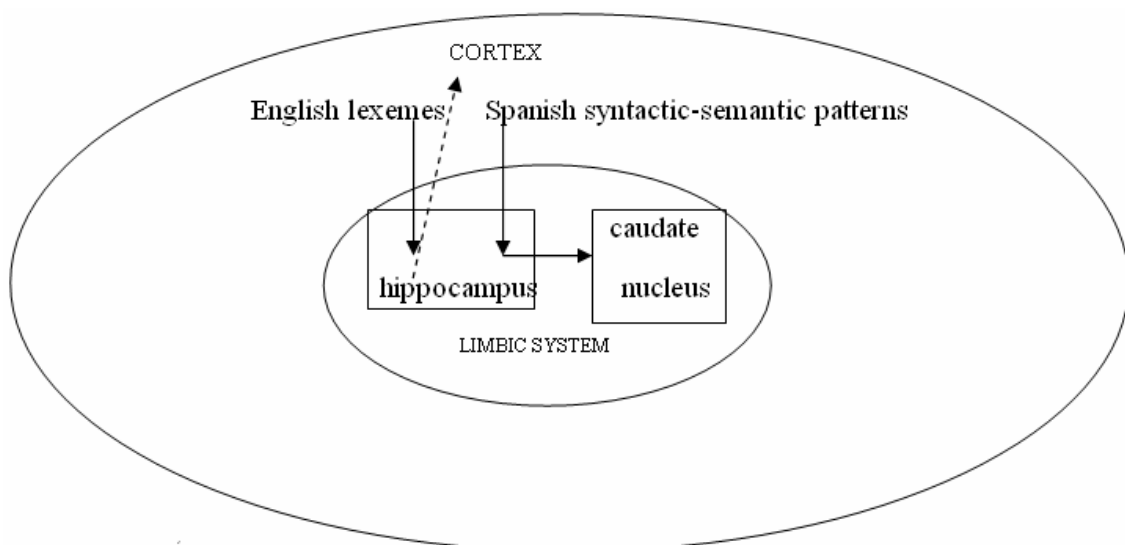 CORTEX
English lexemes Spanish syntactic-semantic patterns
caudate
hippocampus nucleus
LIMBIC SYSTEM